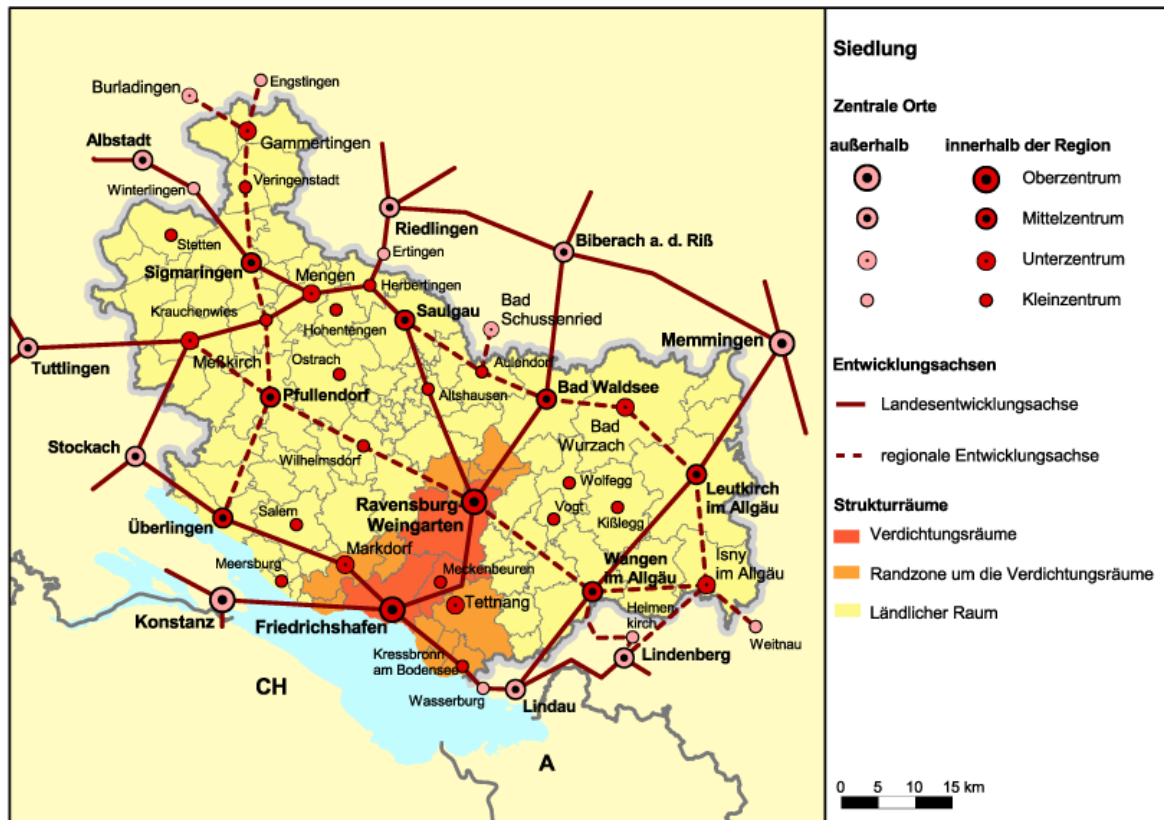 Burladingen
Engstingen
Albstadt
Gammertingen
Winterlingen
Veringenstadt
Riedlingen
Stetten
Ertingen
Biberach a. d. Riß
Sigmaringen
Mengen
Herbertingen
Krauchenwies
Hohentengen
Saulgau
Bad
Schussenried
Memmingen
Tuttlingen
Meßkirch
Ostrach
Aulendorf
Pfullendorf
Altshausen
Bad Waldsee
Bad
Wurzach
Stockach
Wilhelmsdorf
Wolfegg
Leutkirch
im Allgäu
Überlingen
Salem
Ravensburg-
Weingarten
Vogt
Kißlegg
Markdorf
Meersburg
Meckenbeuren
Wangen
im Allgäu
Isny
im Allgäu
Konstanz
Friedrichshafen
Tettnang
Heimen
kirch
Weitnau
Kressbronn
am Bodensee
Lindenberg
CH
Wasserburg
Lindau
A
Siedlung
Zentrale Orte
außerhalb
innerhalb der Region
Oberzentrum
Mittelzentrum
Unterzentrum
Kleinzentrum
Entwicklungsachsen
Landesentwicklungsachse
regionale Entwicklungsachse
Strukturräume
Verdichtungsräume
Randzone um die Verdichtungsräume
Ländlicher Raum
0 5 10 15 km